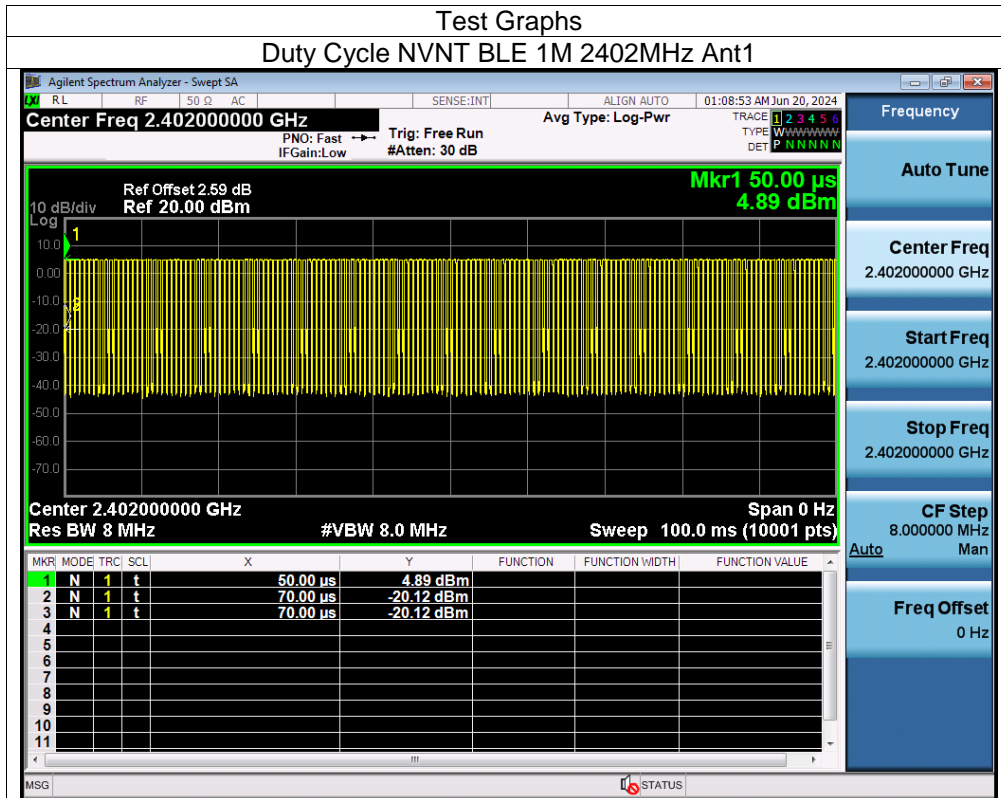 Test Graphs
Duty Cycle NVNT BLE 1M 2402MHz Ant1
Agilent Spectrum Analyzer - Swept SA
LXI RL RF 50 Ω AC SENSE:INT ALIGN AUTO 01:08:53 AM Jun 20, 2024
Center Freq 2.402000000 GHz
PNO: Fast
IFGain:Low
Trig: Free Run
#Atten: 30 dB
Avg Type: Log-Pwr
TRACE 1 2 3 4 5 6
TYPE WWWWWWW
DET P N N N N N
Ref Offset 2.59 dB
10 dB/div Ref 20.00 dBm
Log
Mkr1 50.00 µs
4.89 dBm
1
2
10.0
0.00
-10.0
-20.0
-30.0
-40.0
-50.0
-60.0
-70.0
Center 2.402000000 GHz Span 0 Hz
Res BW 8 MHz #VBW 8.0 MHz Sweep 100.0 ms (10001 pts)
MKR MODE TRC SCL X Y FUNCTION FUNCTION WIDTH FUNCTION VALUE
1 N 1 t 50.00 µs 4.89 dBm
2 N 1 t 70.00 µs -20.12 dBm
3 N 1 t 70.00 µs -20.12 dBm
4
5
6
7
8
9
10
11
MSG STATUS
Frequency
Auto Tune
Center Freq
2.402000000 GHz
Start Freq
2.402000000 GHz
Stop Freq
2.402000000 GHz
CF Step
8.000000 MHz
Auto Man
Freq Offset
0 Hz